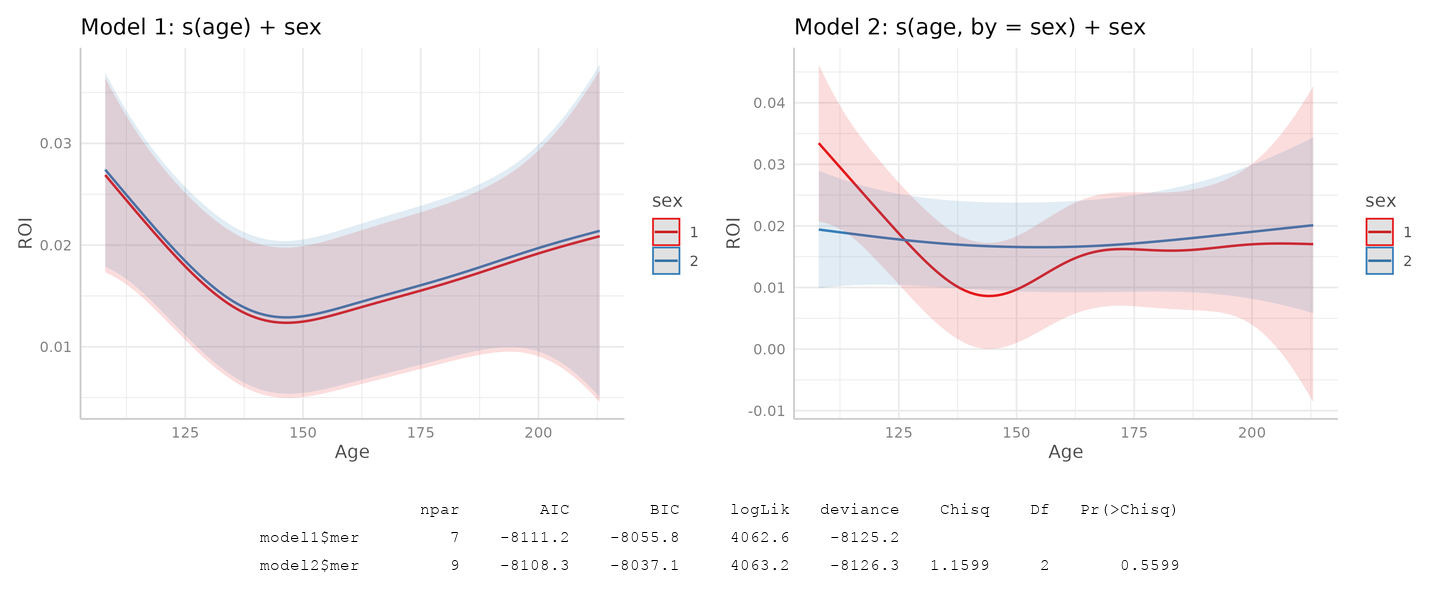 Model 1: s(age) + sex
ROI
0.03
0.02
0.01
125 150 175 200
Age
sex
1
2
Model 2: s(age, by = sex) + sex
ROI
0.04
0.03
0.02
0.01
0.00
-0.01
125 150 175 200
Age
sex
1
2
npar AIC BIC logLik deviance Chisq Df Pr(>Chisq)
model1$mer 7 -8111.2 -8055.8 4062.6 -8125.2
model2$mer 9 -8108.3 -8037.1 4063.2 -8126.3 1.1599 2 0.5599